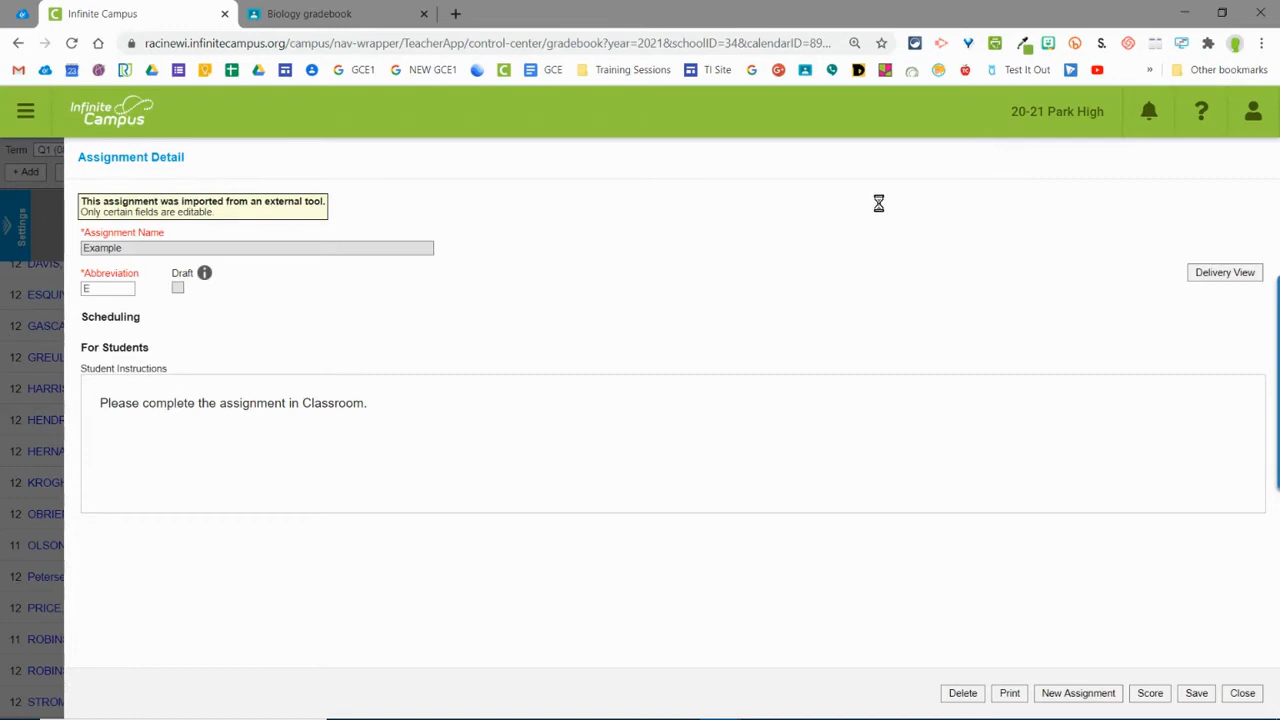 Infinite Campus
Biology gradebook
racinewi.infinitecampus.org/campus/nav-wrapper/TeacherApp/control-center/gradebook?year=2021&schoolID=34&calendarID=89...
GCE1
NEW GCE1
GCE
Training Sessions
TI Site
Test It Out
»
Other bookmarks
Infinite
Campus
20-21 Park High
Term
Q1 (0
+ Add
Settings
Assignment Detail
This assignment was imported from an external tool.
Only certain fields are editable.
*Assignment Name
Example
*Abbreviation
Draft
E
Delivery View
Scheduling
For Students
Student Instructions
Please complete the assignment in Classroom.
12 DAVIS,
12 ESQUIV
12 GASCA
12 GREUL
12 HARRIS
12 HENDR
12 HERNA
12 KROGH
12 OBRIEN
11 OLSON
12 Peterse
12 PRICE,
11 ROBIN
12 ROBIN
12 STROM
Delete
Print
New Assignment
Score
Save
Close